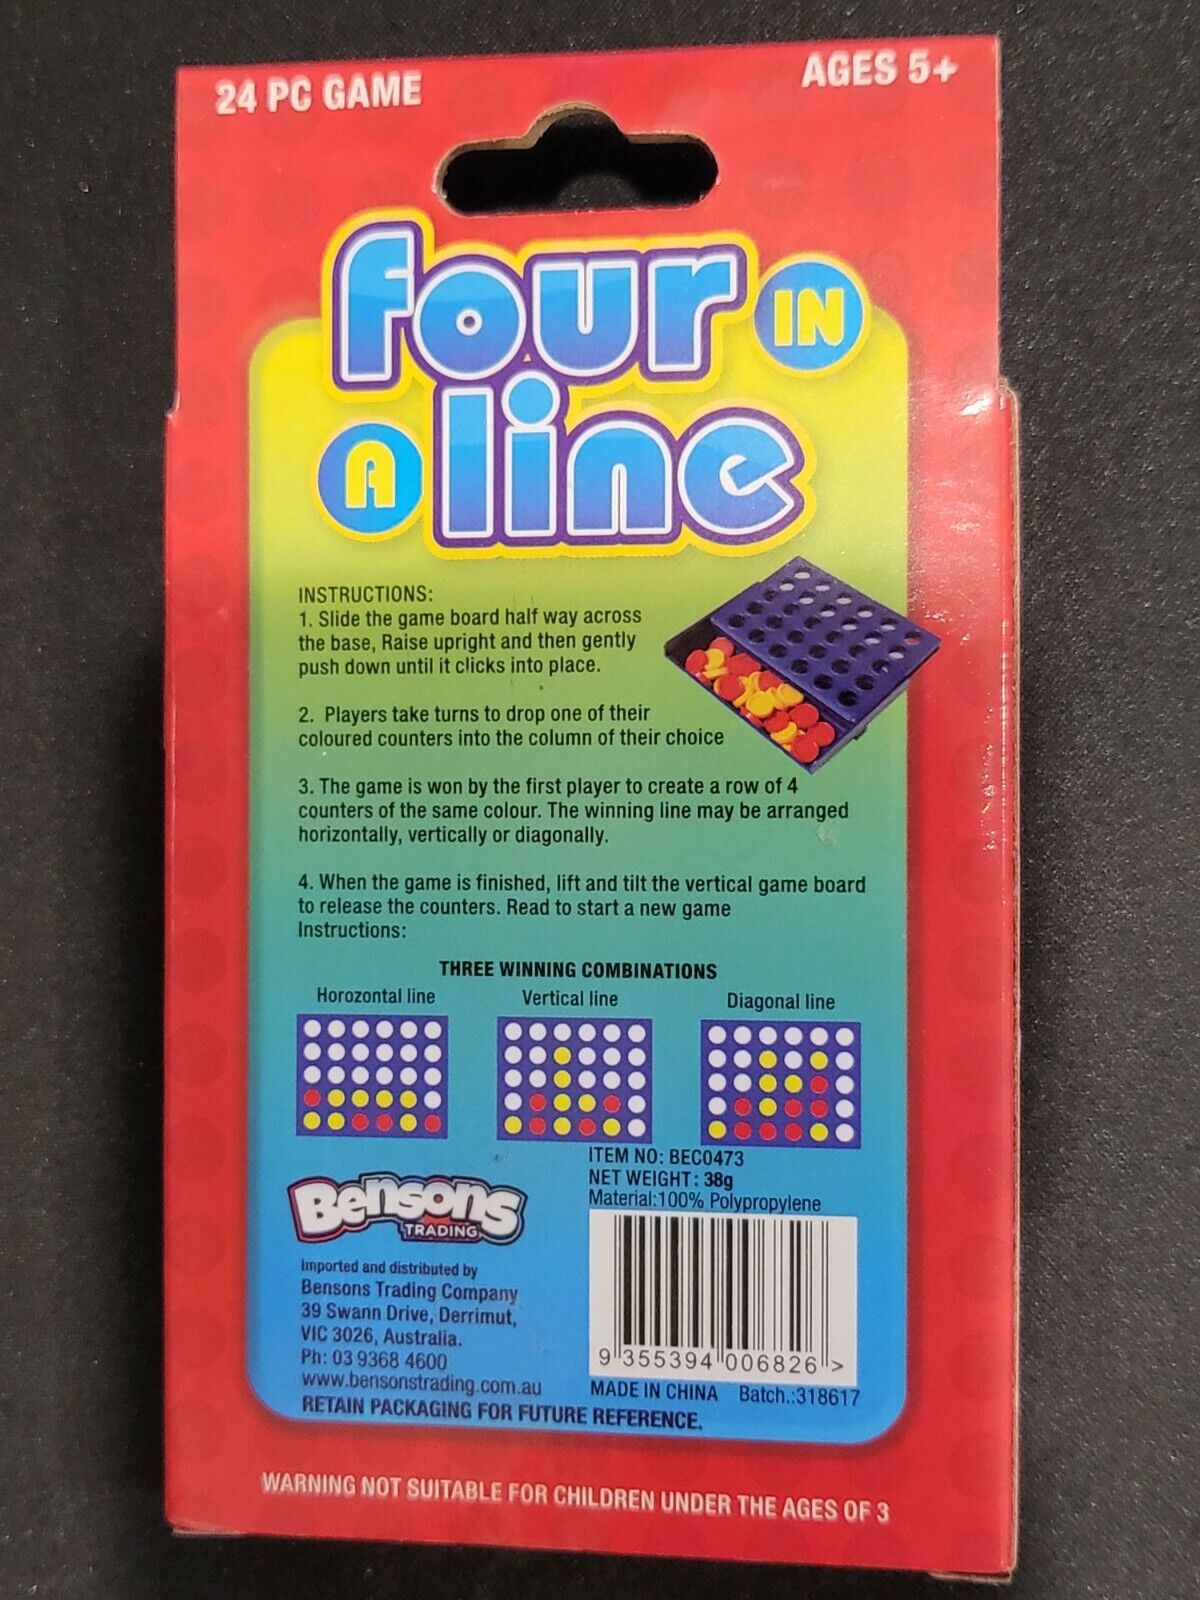 24 PC GAME
AGES 5+
four IN
A line
INSTRUCTIONS:
1. Slide the game board half way across
the base, Raise upright and then gently
push down until it clicks into place.
2. Players take turns to drop one of their
coloured counters into the column of their choice
3. The game is won by the first player to create a row of 4
counters of the same colour. The winning line may be arranged
horizontally, vertically or diagonally.
4. When the game is finished, lift and tilt the vertical game board
to release the counters. Read to start a new game
Instructions:
THREE WINNING COMBINATIONS
Horozontal line
Vertical line
Diagonal line
ITEM NO: BEC0473
NET WEIGHT: 38g
Material:100% Polypropylene
Bensons
TRADING
Imported and distributed by
Bensons Trading Company
39 Swann Drive, Derrimut,
VIC 3026, Australia.
Ph: 03 9368 4600
www.bensonstrading.com.au
9 355394 006826 >
MADE IN CHINA Batch.:318617
RETAIN PACKAGING FOR FUTURE REFERENCE.
WARNING NOT SUITABLE FOR CHILDREN UNDER THE AGES OF 3